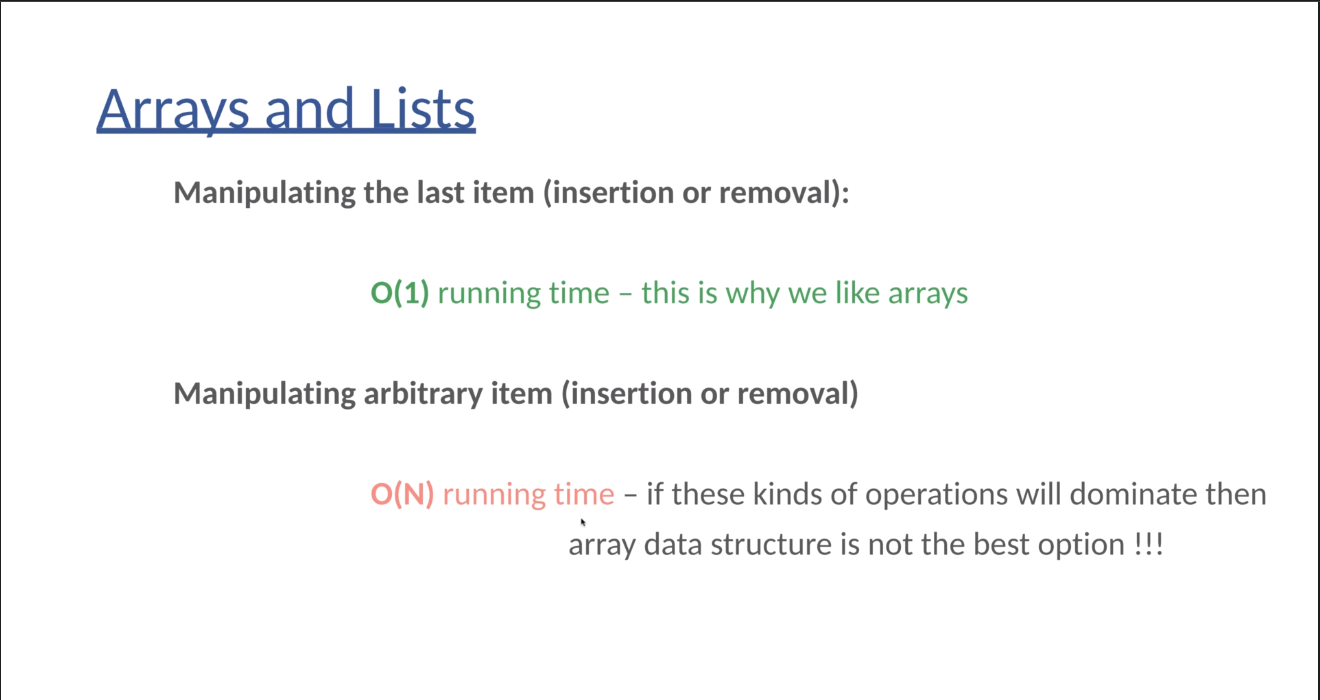 Arrays and Lists
Manipulating the last item (insertion or removal):
O(1) running time – this is why we like arrays
Manipulating arbitrary item (insertion or removal)
O(N) running time – if these kinds of operations will dominate then
array data structure is not the best option !!!